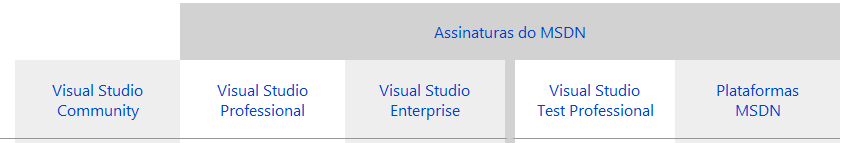 Assinaturas do MSDN
Visual Studio
Community
Visual Studio
Professional
Visual Studio
Enterprise
Visual Studio
Test Professional
Plataformas
MSDN